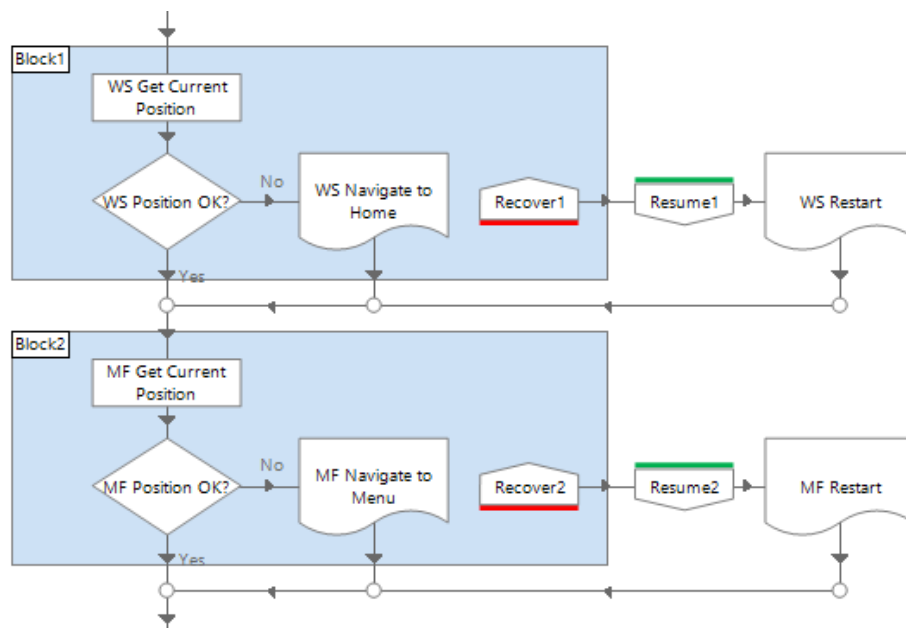 Block1
WS Get Current
Position
WS Position OK?
No
WS Navigate to
Home
Recover1
Resume1
WS Restart
Yes
Block2
MF Get Current
Position
MF Position OK?
No
MF Navigate to
Menu
Recover2
Resume2
MF Restart
Yes